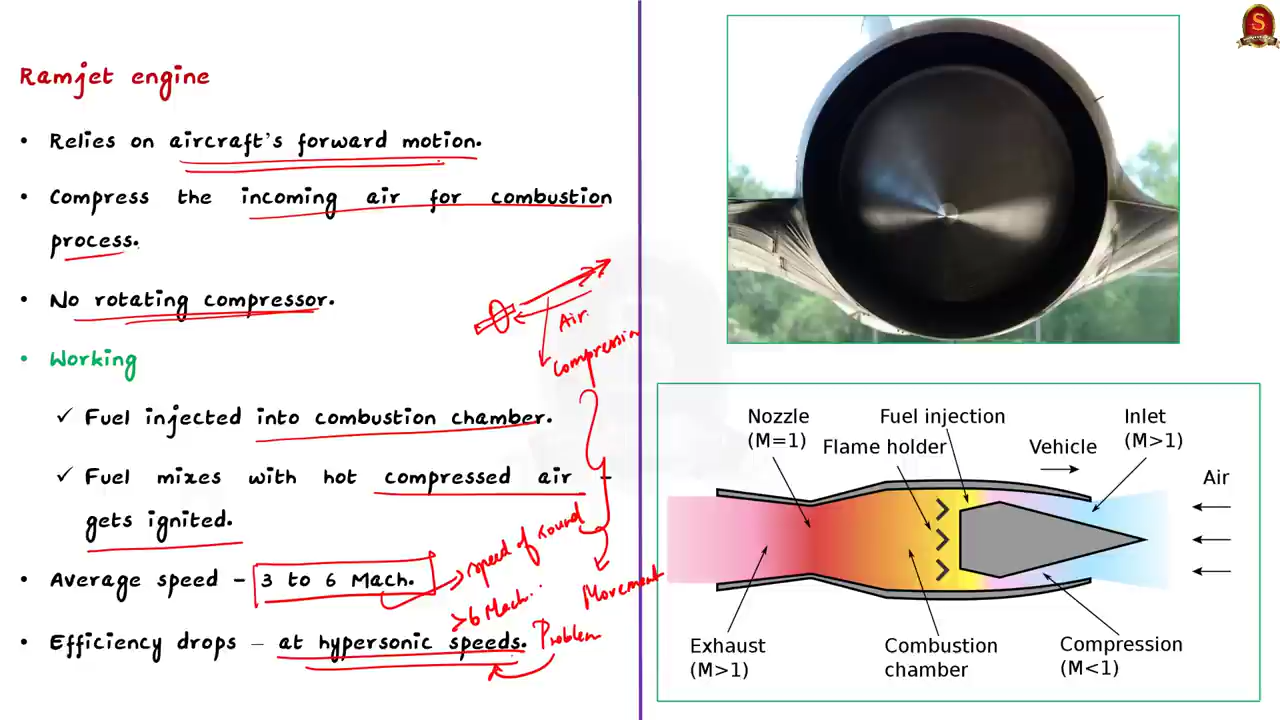 Ramjet engine
• Relies on aircraft's forward motion.
• Compress the incoming air for combustion
process.
• No rotating compressor.
• Working
✓ Fuel injected into combustion chamber.
✓ Fuel mixes with hot compressed air –
gets ignited.
• Average speed – 3 to 6 Mach.
• Efficiency drops – at hypersonic speeds.
Air
Compression
speed of sound
>6 Mach..
Movement
Problem
S
Nozzle
(M=1)
Fuel injection
Flame holder
Vehicle
Inlet
(M>1)
Air
Exhaust
(M>1)
Combustion
chamber
Compression
(M<1)